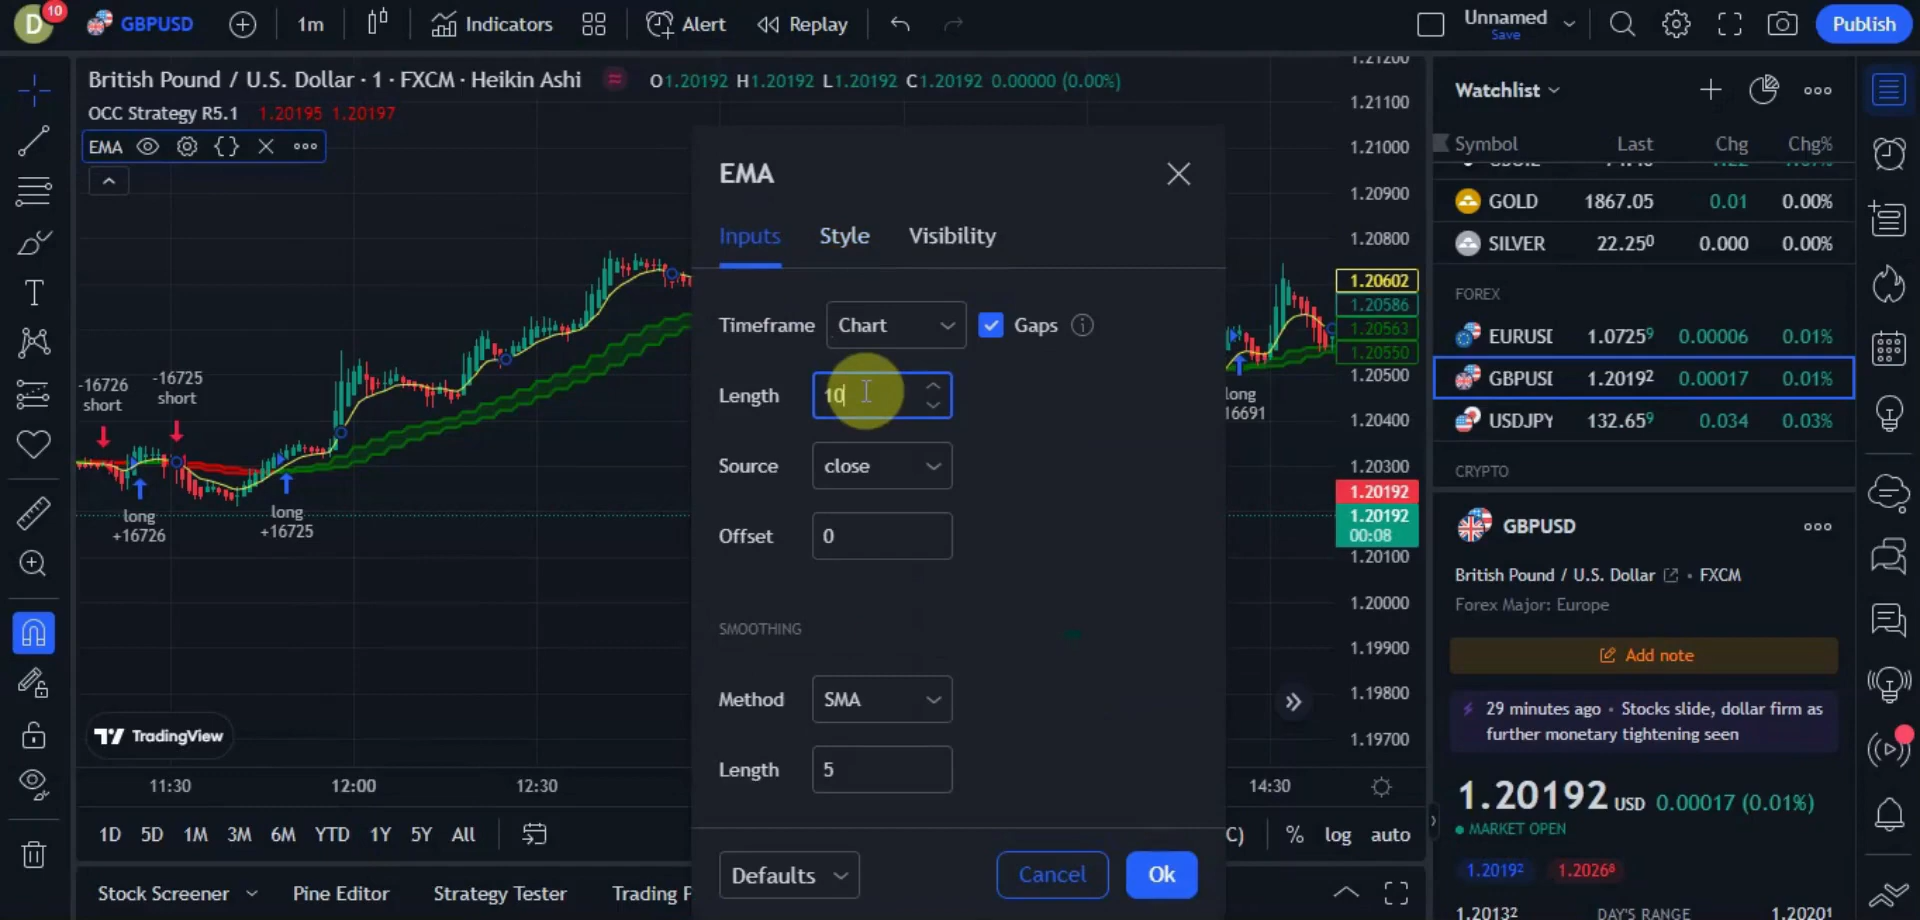 D
10
GBPUSD
1m
Indicators
Alert
Replay
Unnamed
Save
Publish
British Pound / U.S. Dollar · 1 · FXCM · Heikin Ashi
O1.20192 H1.20192 L1.20192 C1.20192 0.00000 (0.00%)
OCC Strategy R5.1 1.20195 1.20197
EMA
-16726
short
-16725
short
long
+16726
long
+16725
long
16691
TradingView
EMA
Inputs
Style
Visibility
Timeframe
Chart
Gaps
Length
10
Source
close
Offset
0
SMOOTHING
Method
SMA
Length
5
Defaults
Cancel
Ok
1.21200
1.21100
1.21000
1.20900
1.20800
1.20602
1.20586
1.20563
1.20550
1.20500
1.20400
1.20300
1.20192
1.20192
00:08
1.20100
1.20000
1.19900
1.19800
1.19700
11:30
12:00
12:30
14:30
1D 5D 1M 3M 6M YTD 1Y 5Y All
C)
%
log
auto
Stock Screener
Pine Editor
Strategy Tester
Trading P
Watchlist
Symbol Last Chg Chg%
GOLD 1867.05 0.01 0.00%
SILVER 22.250 0.000 0.00%
FOREX
EURUSD 1.07259 0.00006 0.01%
GBPUSD 1.20192 0.00017 0.01%
USDJPY 132.659 0.034 0.03%
CRYPTO
GBPUSD
British Pound / U.S. Dollar • FXCM
Forex Major: Europe
Add note
29 minutes ago • Stocks slide, dollar firm as
further monetary tightening seen
1.20192 USD 0.00017 (0.01%)
MARKET OPEN
1.20192
1.20268
1.20132 DAY'S RANGE 1.20201